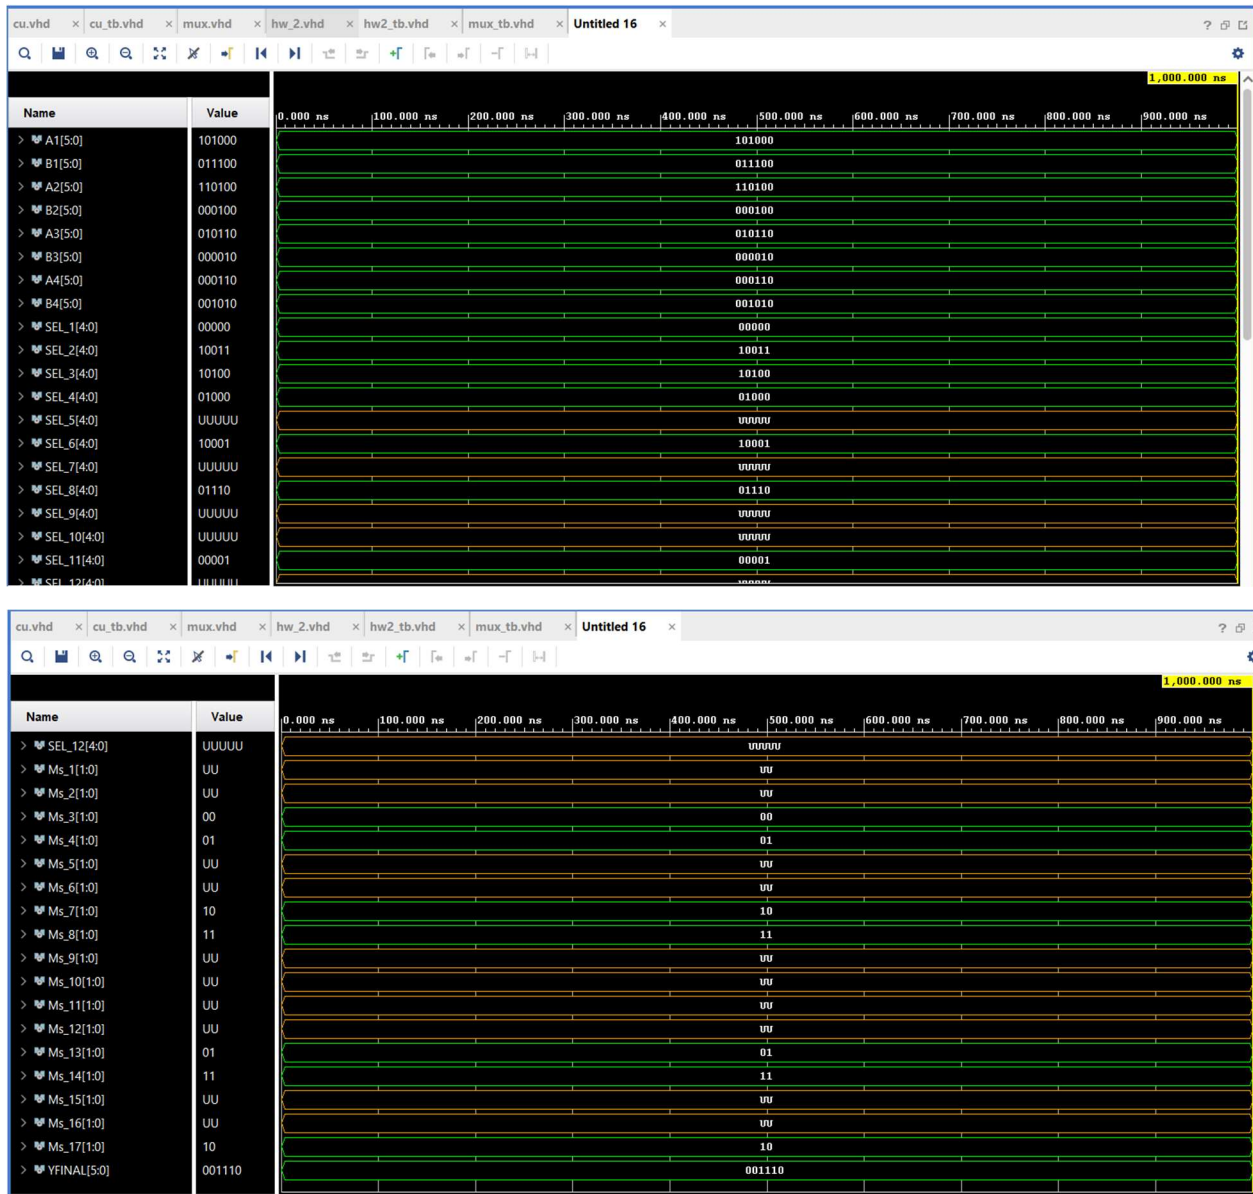 cu.vhd × cu_tb.vhd × mux.vhd × hw_2.vhd × hw2_tb.vhd × mux_tb.vhd × Untitled 16 × ?
1,000.000 ns
Name Value 0.000 ns 100.000 ns 200.000 ns 300.000 ns 400.000 ns 500.000 ns 600.000 ns 700.000 ns 800.000 ns 900.000 ns
> A1[5:0] 101000 101000
> B1[5:0] 011100 011100
> A2[5:0] 110100 110100
> B2[5:0] 000100 000100
> A3[5:0] 010110 010110
> B3[5:0] 000010 000010
> A4[5:0] 000110 000110
> B4[5:0] 001010 001010
> SEL_1[4:0] 00000 00000
> SEL_2[4:0] 10011 10011
> SEL_3[4:0] 10100 10100
> SEL_4[4:0] 01000 01000
> SEL_5[4:0] UUUUU UUUUU
> SEL_6[4:0] 10001 10001
> SEL_7[4:0] UUUUU UUUUU
> SEL_8[4:0] 01110 01110
> SEL_9[4:0] UUUUU UUUUU
> SEL_10[4:0] UUUUU UUUUU
> SEL_11[4:0] 00001 00001
> SEL_12[4:0] UUUUU UUUUU
cu.vhd × cu_tb.vhd × mux.vhd × hw_2.vhd × hw2_tb.vhd × mux_tb.vhd × Untitled 16 × ?
1,000.000 ns
Name Value 0.000 ns 100.000 ns 200.000 ns 300.000 ns 400.000 ns 500.000 ns 600.000 ns 700.000 ns 800.000 ns 900.000 ns
> SEL_12[4:0] UUUUU UUUUU
> Ms_1[1:0] UU UU
> Ms_2[1:0] UU UU
> Ms_3[1:0] 00 00
> Ms_4[1:0] 01 01
> Ms_5[1:0] UU UU
> Ms_6[1:0] UU UU
> Ms_7[1:0] 10 10
> Ms_8[1:0] 11 11
> Ms_9[1:0] UU UU
> Ms_10[1:0] UU UU
> Ms_11[1:0] UU UU
> Ms_12[1:0] UU UU
> Ms_13[1:0] 01 01
> Ms_14[1:0] 11 11
> Ms_15[1:0] UU UU
> Ms_16[1:0] UU UU
> Ms_17[1:0] 10 10
> YFINAL[5:0] 001110 001110